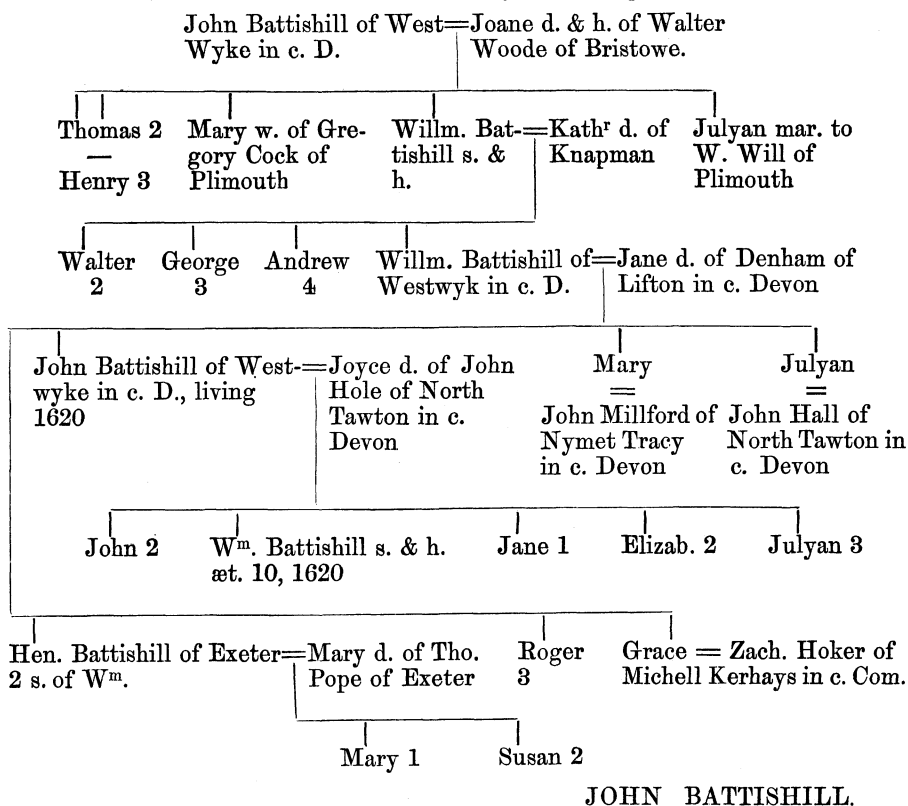 John Battishill of West=Joane d. & h. of Walter
Wyke in c. D. Woode of Bristowe.
Thomas 2
—
Henry 3
Mary w. of Gre-
gory Cock of
Plimouth
Willm. Bat-=Kathʳ d. of
tishill s. & Knapman
h.
Julyan mar. to
W. Will of
Plimouth
Walter
2
George
3
Andrew
4
Willm. Battishill of=Jane d. of Denham of
Westwyk in c. D. Lifton in c. Devon
John Battishill of West-=Joyce d. of John
wyke in c. D., living Hole of North
1620 Tawton in c.
Devon
Mary
=
John Millford of
Nymet Tracy
in c. Devon
Julyan
=
John Hall of
North Tawton in
c. Devon
John 2
Wᵐ. Battishill s. & h.
æt. 10, 1620
Jane 1
Elizab. 2
Julyan 3
Hen. Battishill of Exeter=Mary d. of Tho.
2 s. of Wᵐ. Pope of Exeter
Roger
3
Grace = Zach. Hoker of
Michell Kerhays in c. Com.
Mary 1
Susan 2
JOHN BATTISHILL.